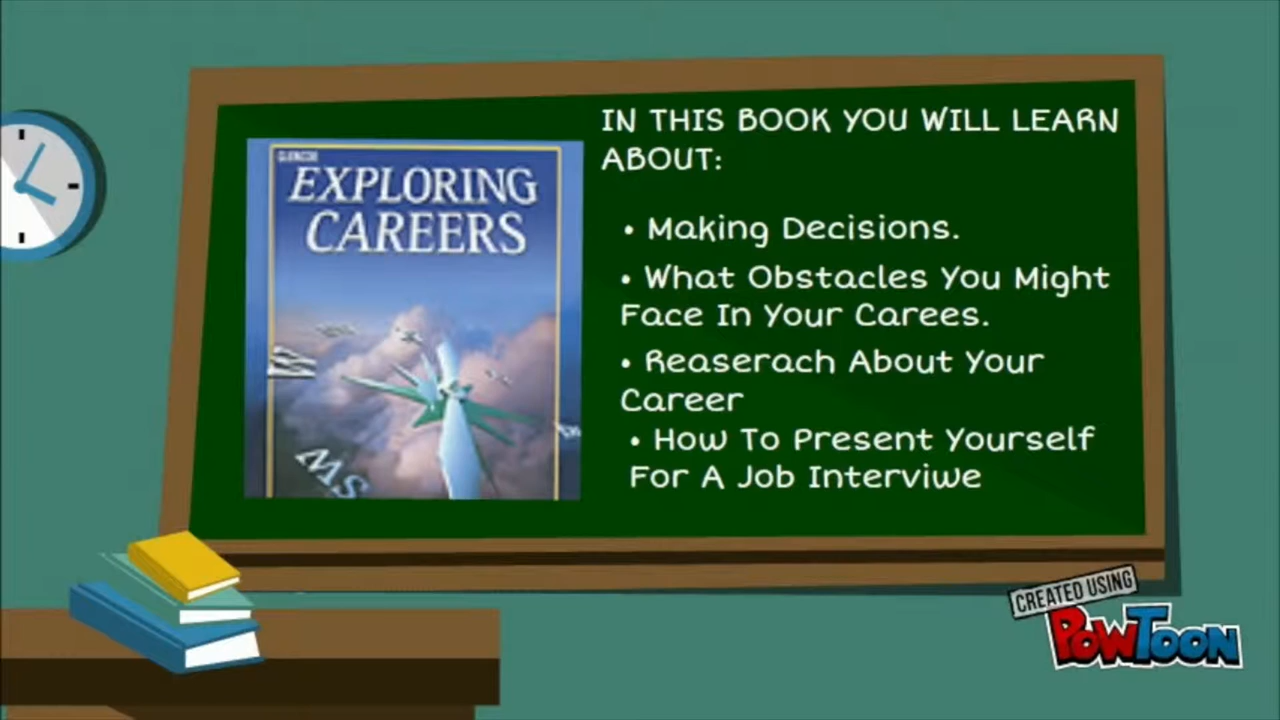 GLENCOE
EXPLORING
CAREERS
IN THIS BOOK YOU WILL LEARN
ABOUT:
• Making Decisions.
• What Obstacles You Might
Face In Your Carees.
• Reaserach About Your
Career
• How To Present Yourself
For A Job Interviwe
CREATED USING
POWTOON